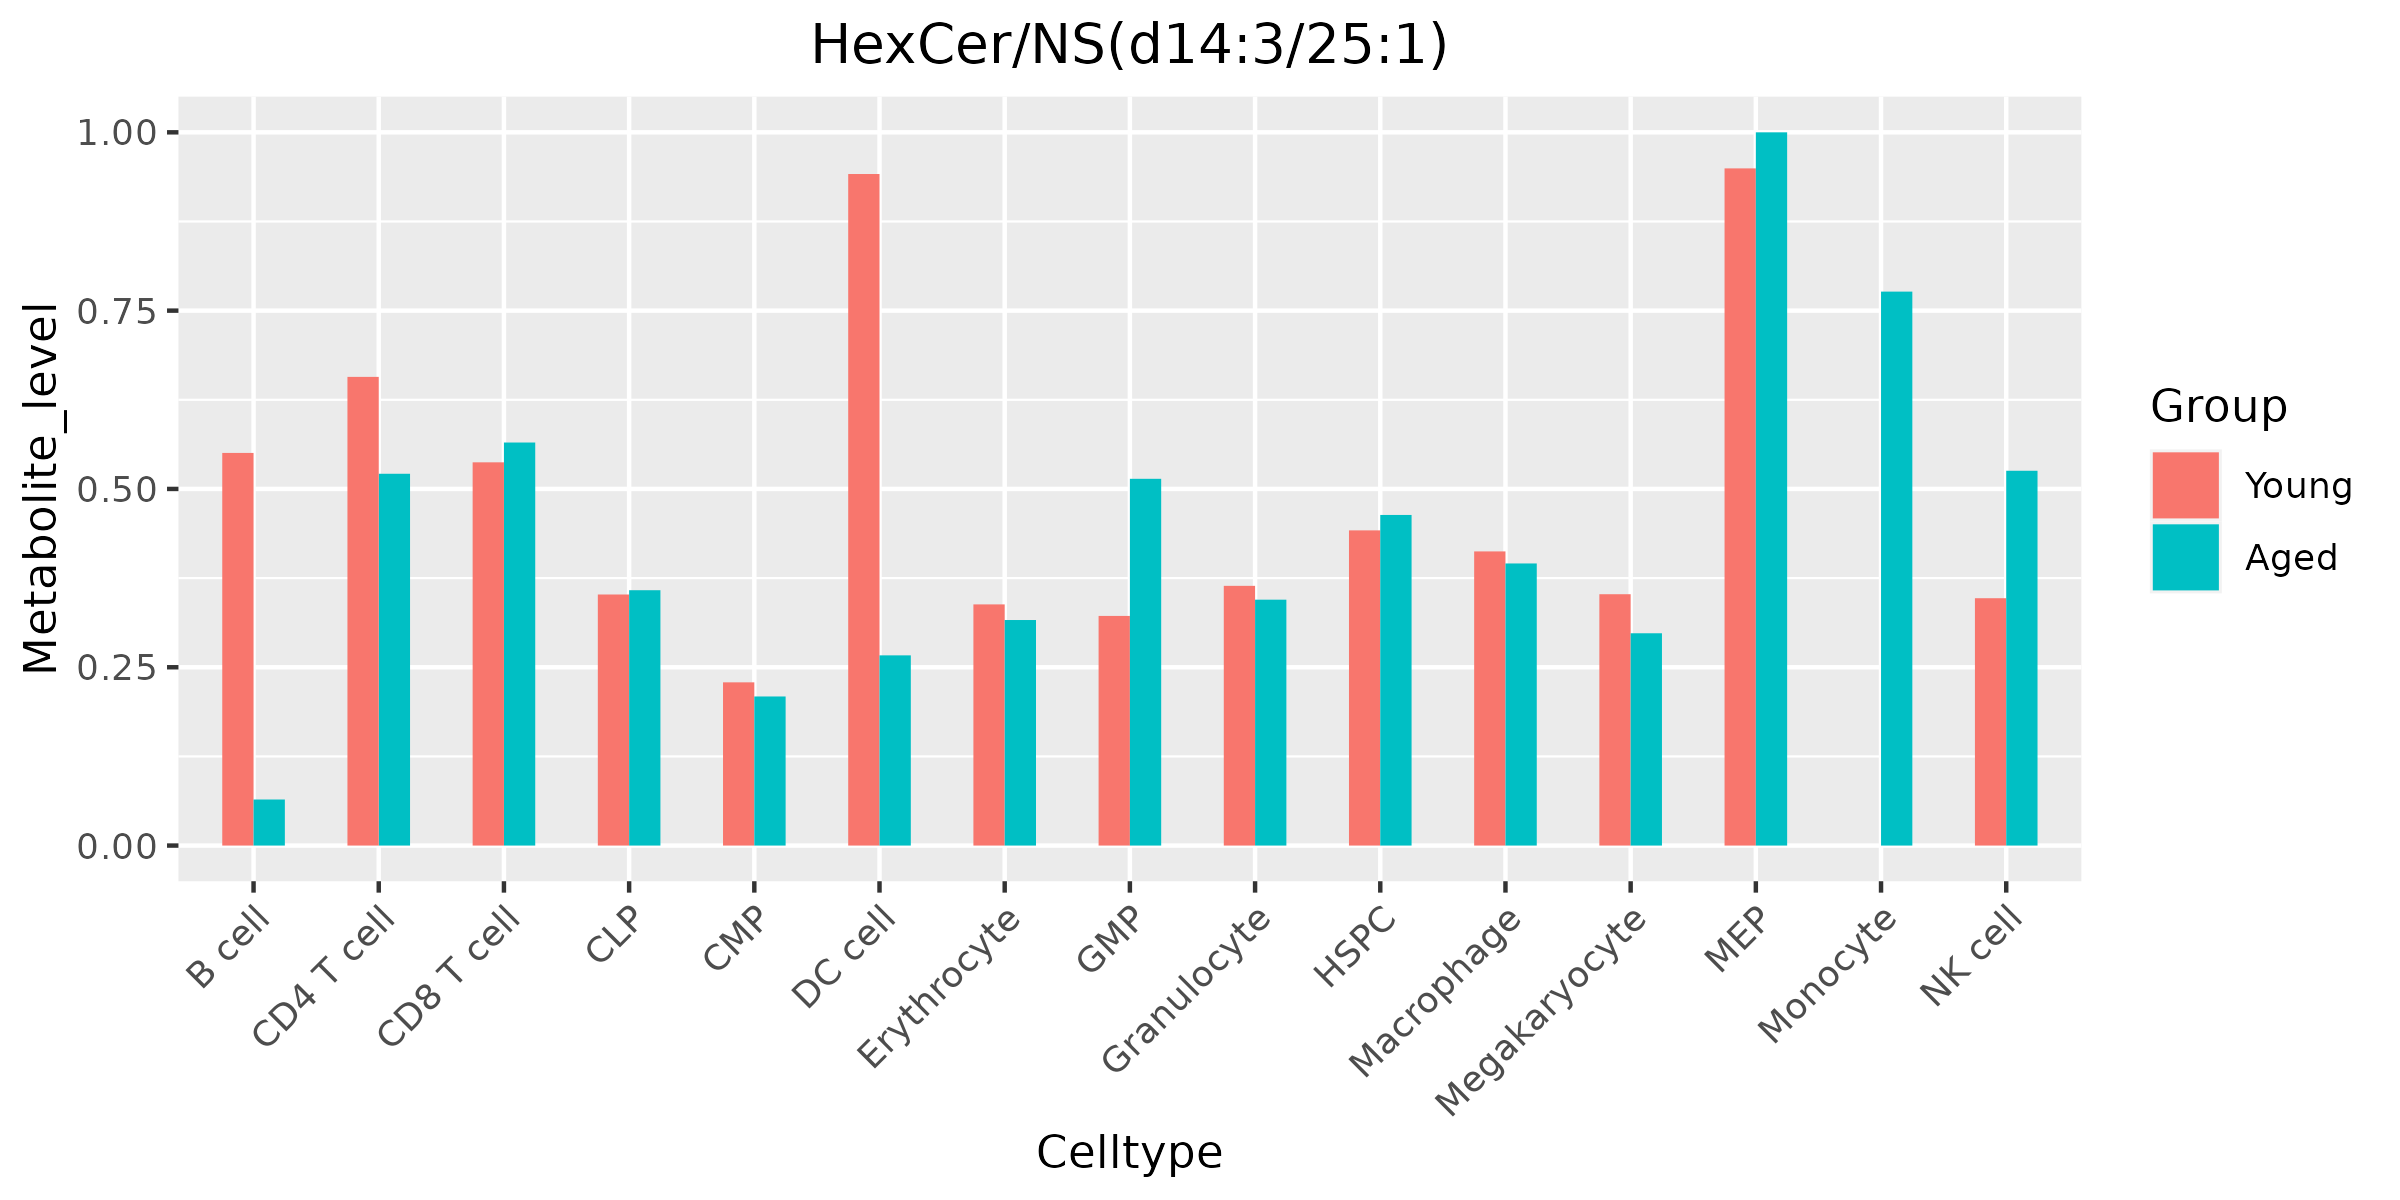 HexCer/NS(d14:3/25:1)
Metabolite_level
1.00
0.75
0.50
0.25
0.00
B cell
CD4 T cell
CD8 T cell
CLP
CMP
DC cell
Erythrocyte
GMP
Granulocyte
HSPC
Macrophage
Megakaryocyte
MEP
Monocyte
NK cell
Celltype
Group
Young
Aged